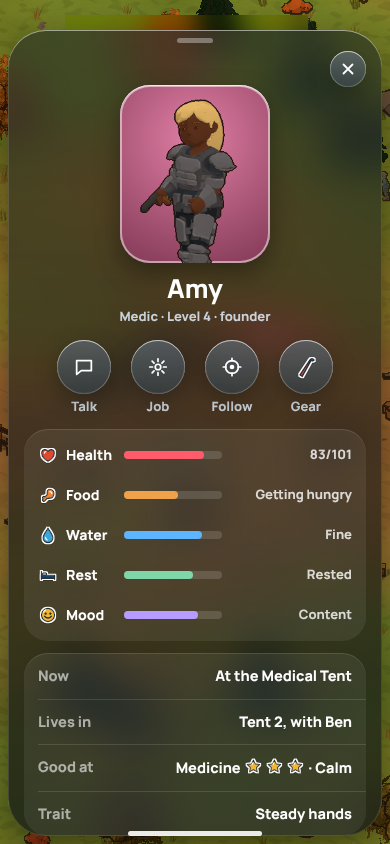 Amy
Medic · Level 4 · founder
Talk Job Follow Gear
Health 83/101
Food Getting hungry
Water Fine
Rest Rested
Mood Content
Now At the Medical Tent
Lives in Tent 2, with Ben
Good at Medicine ⭐ ⭐ ⭐ · Calm
Trait Steady hands